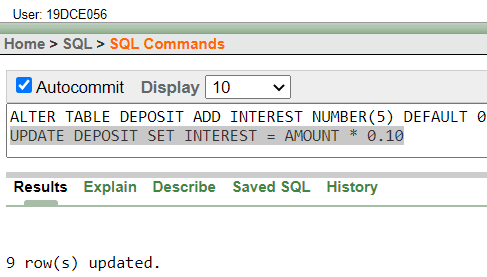 User: 19DCE056
Home > SQL > SQL Commands
Autocommit Display 10
ALTER TABLE DEPOSIT ADD INTEREST NUMBER(5) DEFAULT 0
UPDATE DEPOSIT SET INTEREST = AMOUNT * 0.10
Results Explain Describe Saved SQL History
9 row(s) updated.